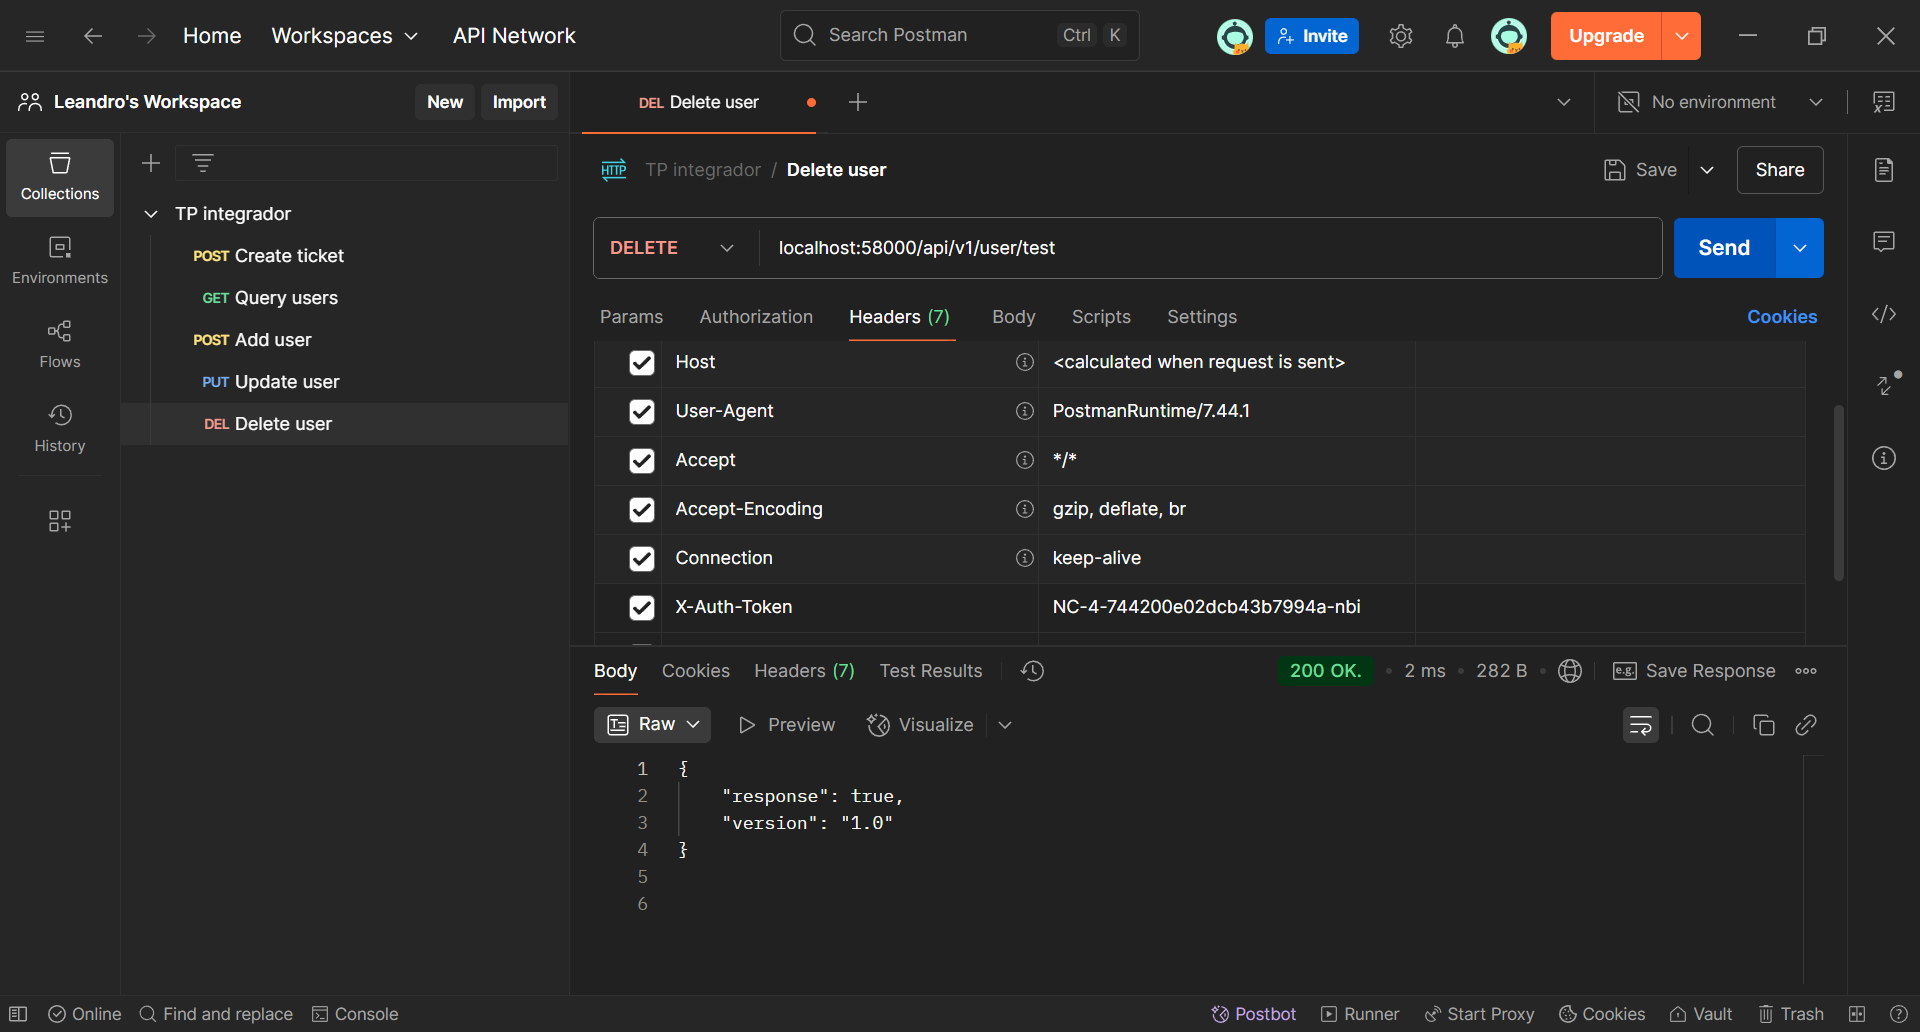 Home Workspaces API Network Search Postman Ctrl K Invite Upgrade
Leandro's Workspace New Import DEL Delete user No environment
Collections
Environments
Flows
History
TP integrador
POST Create ticket
GET Query users
POST Add user
PUT Update user
DEL Delete user
HTTP TP integrador / Delete user Save Share
DELETE localhost:58000/api/v1/user/test Send
Params Authorization Headers (7) Body Scripts Settings Cookies
Host <calculated when request is sent>
User-Agent PostmanRuntime/7.44.1
Accept */*
Accept-Encoding gzip, deflate, br
Connection keep-alive
X-Auth-Token NC-4-744200e02dcb43b7994a-nbi
Body Cookies Headers (7) Test Results 200 OK. • 2 ms • 282 B • e.g. Save Response
Raw Preview Visualize
1 {
2 "response": true,
3 "version": "1.0"
4 }
5
6
Online Find and replace Console Postbot Runner Start Proxy Cookies Vault Trash